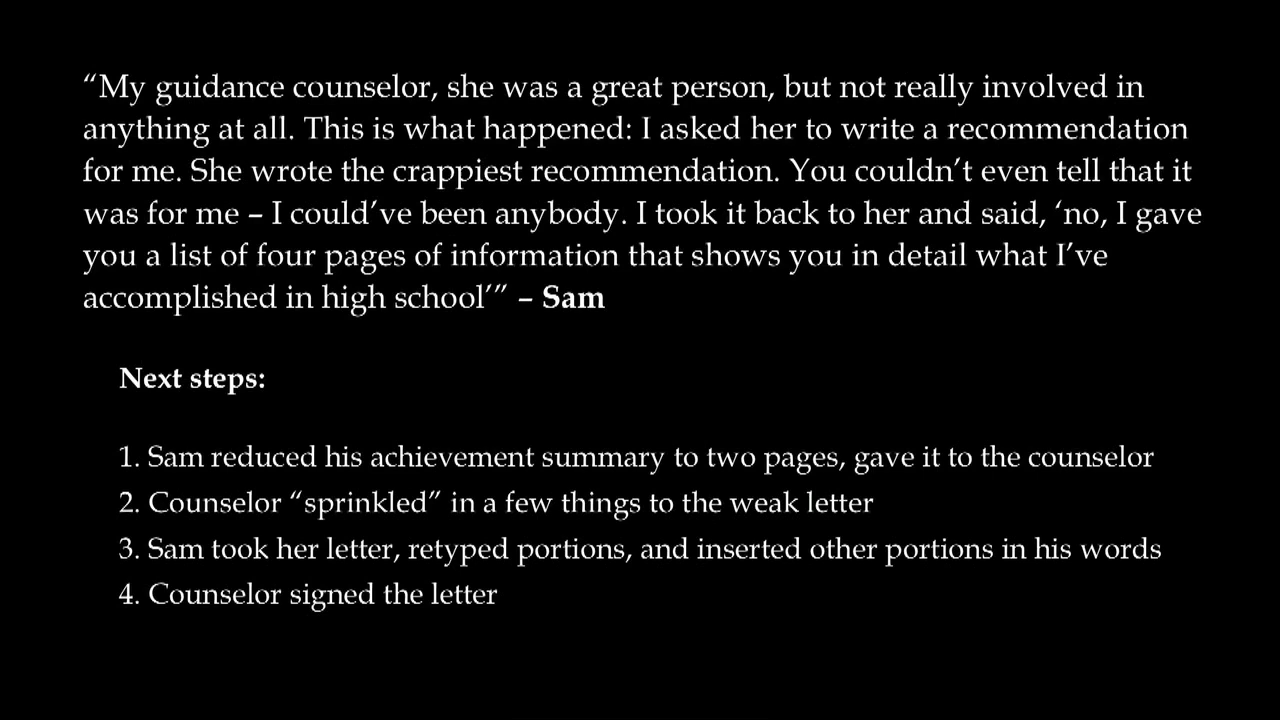 “My guidance counselor, she was a great person, but not really involved in
anything at all. This is what happened: I asked her to write a recommendation
for me. She wrote the crappiest recommendation. You couldn’t even tell that it
was for me – I could’ve been anybody. I took it back to her and said, ‘no, I gave
you a list of four pages of information that shows you in detail what I’ve
accomplished in high school’” – Sam
Next steps:
1. Sam reduced his achievement summary to two pages, gave it to the counselor
2. Counselor “sprinkled” in a few things to the weak letter
3. Sam took her letter, retyped portions, and inserted other portions in his words
4. Counselor signed the letter